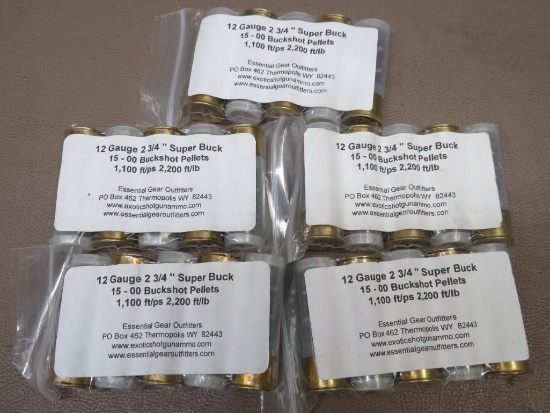 12 Gauge 2 3/4 " Super Buck
15 - 00 Buckshot Pellets
1,100 ft/ps 2,200 ft/lb
Essential Gear Outfitters
PO Box 462 Thermopolis WY 82443
www.exoticshotgunammo.com
www.essentialgearoutfitters.com
12 Gauge 2 3/4 " Super Buck
15 - 00 Buckshot Pellets
1,100 ft/ps 2,200 ft/lb
Essential Gear Outfitters
PO Box 462 Thermopolis WY 82443
www.exoticshotgunammo.com
www.essentialgearoutfitters.com
12 Gauge 2 3/4 " Super Buck
15 - 00 Buckshot Pellets
1,100 ft/ps 2,200 ft/lb
Essential Gear Outfitters
PO Box 462 Thermopolis WY 82443
www.exoticshotgunammo.com
www.essentialgearoutfitters.com
12 Gauge 2 3/4 " Super Buck
15 - 00 Buckshot Pellets
1,100 ft/ps 2,200 ft/lb
Essential Gear Outfitters
PO Box 462 Thermopolis WY 82443
www.exoticshotgunammo.com
www.essentialgearoutfitters.com
12 Gauge 2 3/4 " Super Buck
15 - 00 Buckshot Pellets
1,100 ft/ps 2,200 ft/lb
Essential Gear Outfitters
PO Box 462 Thermopolis WY 82443
www.exoticshotgunammo.com
www.essentialgearoutfitters.com